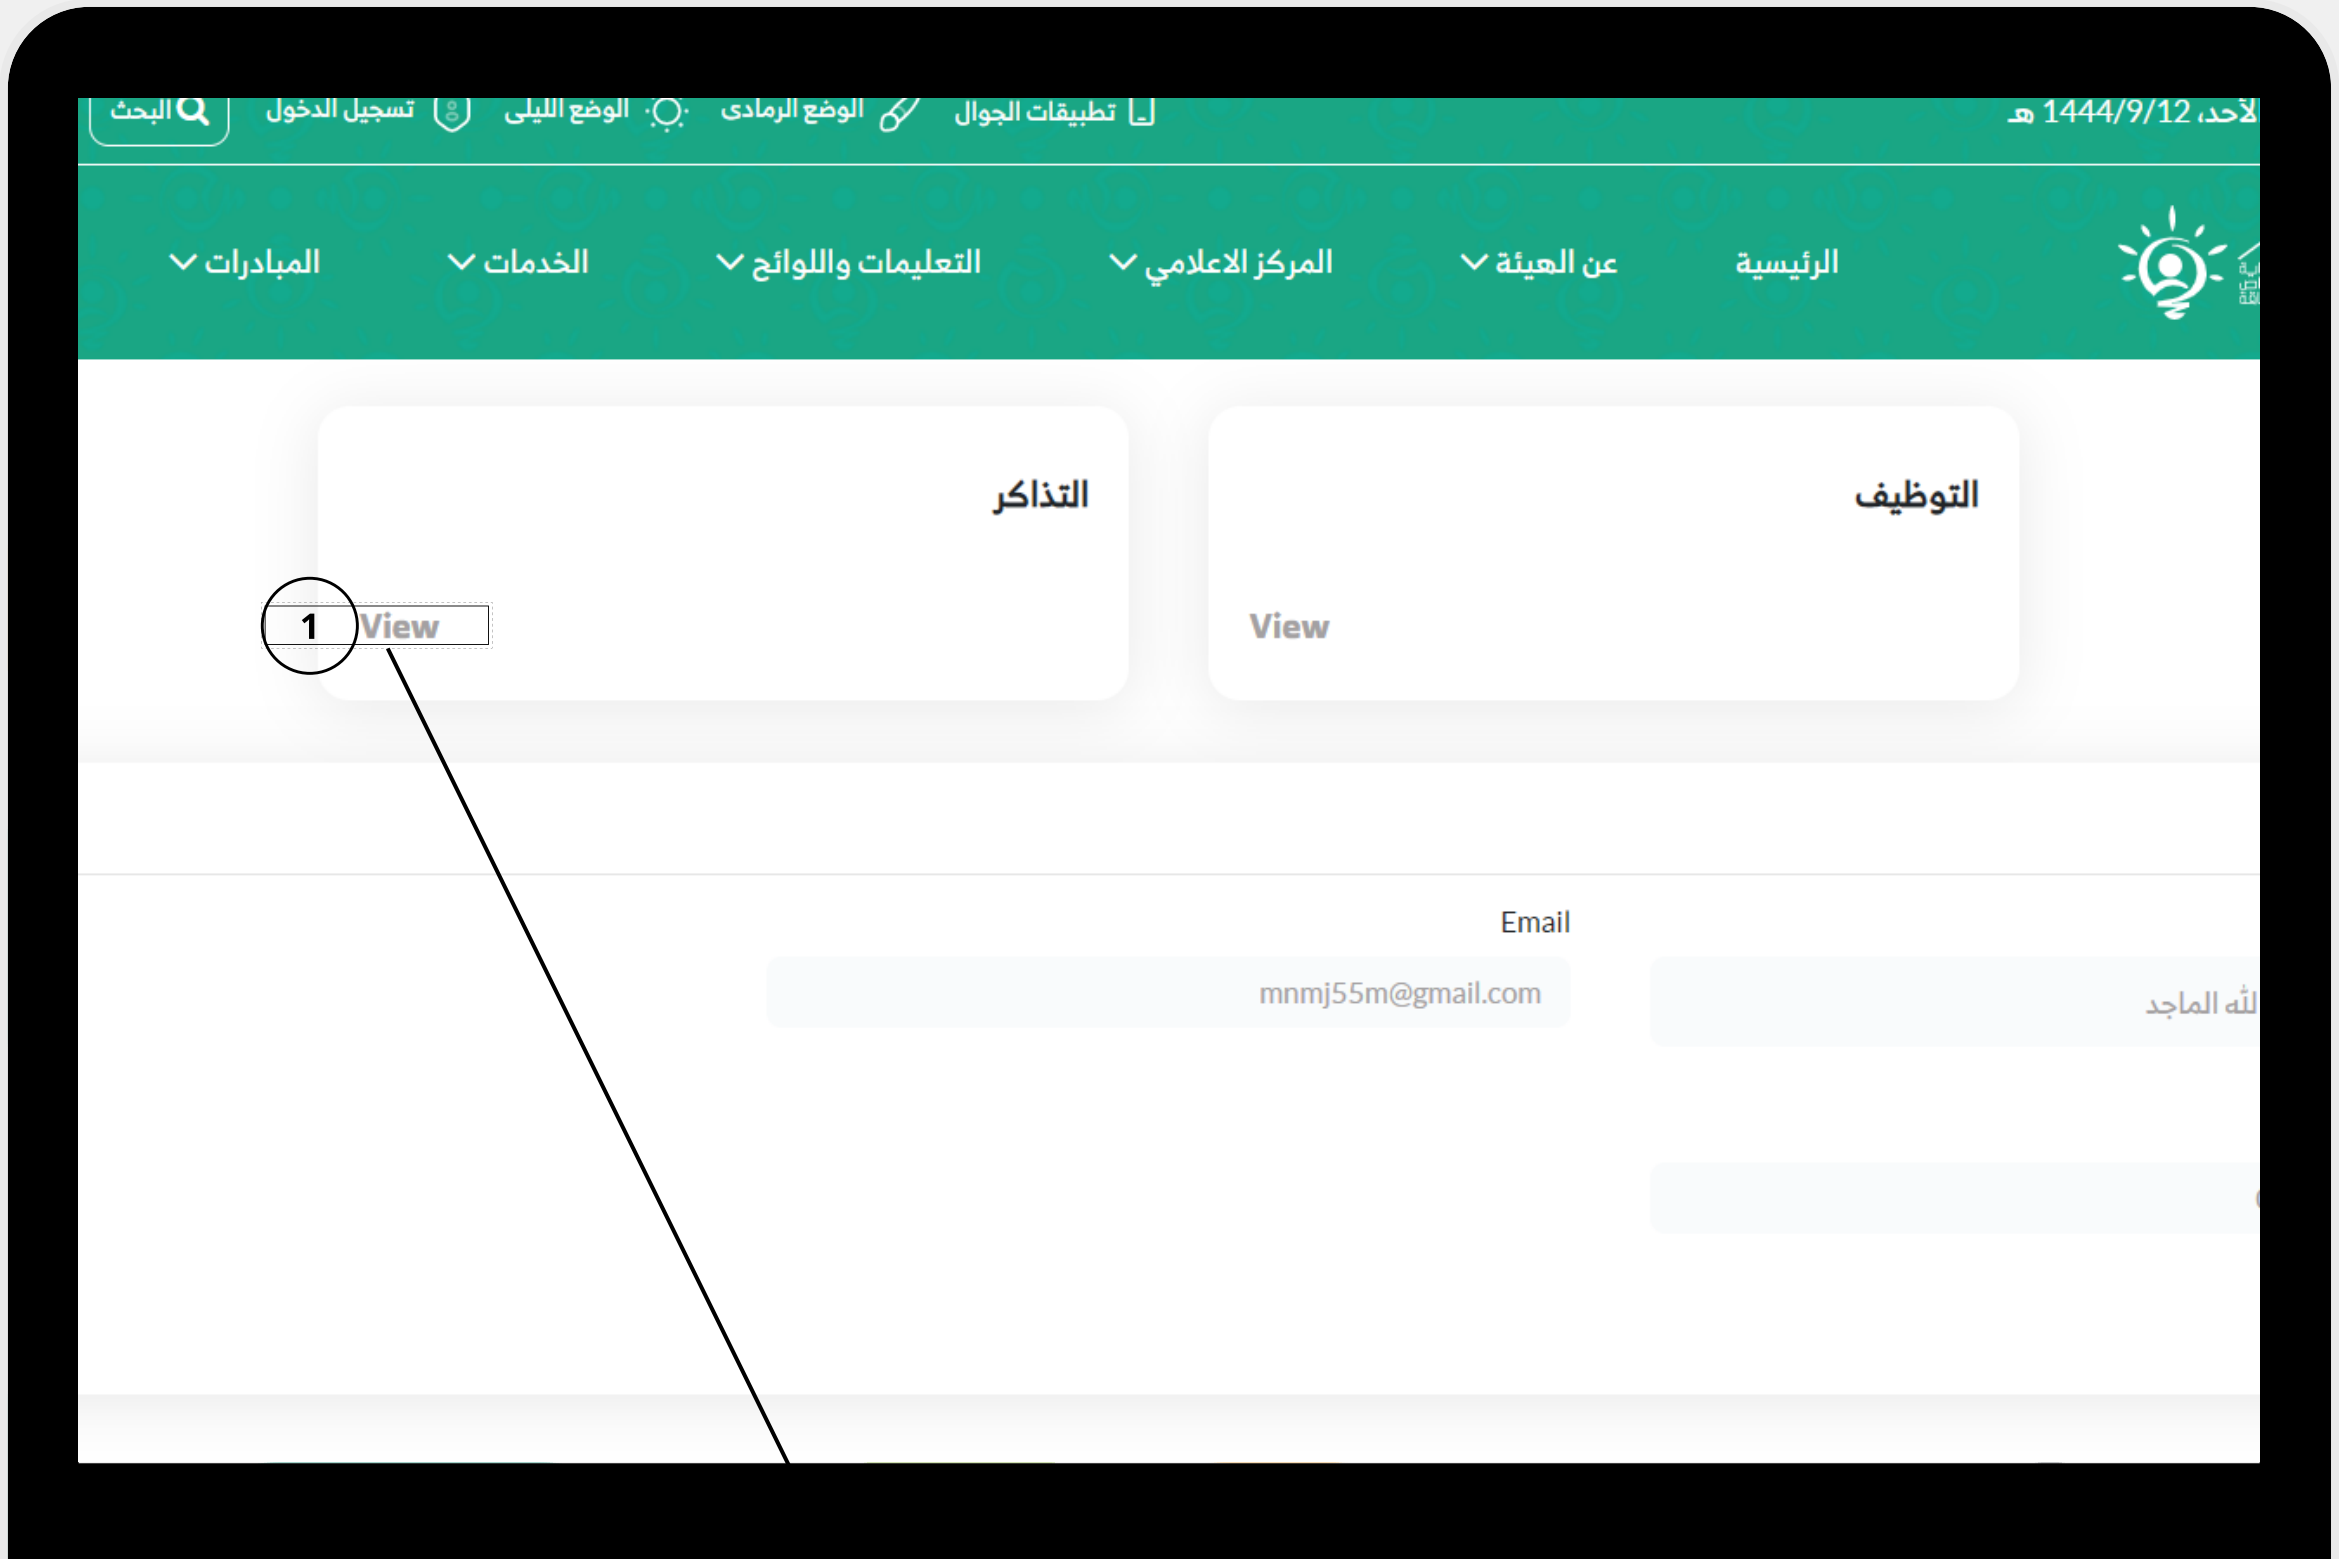 الأحد، 1444/9/12 هـ
تطبيقات الجوال
الوضع الرمادى
الوضع الليلى
تسجيل الدخول
البحث
الرئيسية
عن الهيئة
المركز الاعلامي
التعليمات واللوائح
الخدمات
المبادرات
التوظيف
التذاكر
View
1 View
Email
لله الماجد
mnmj55m@gmail.com